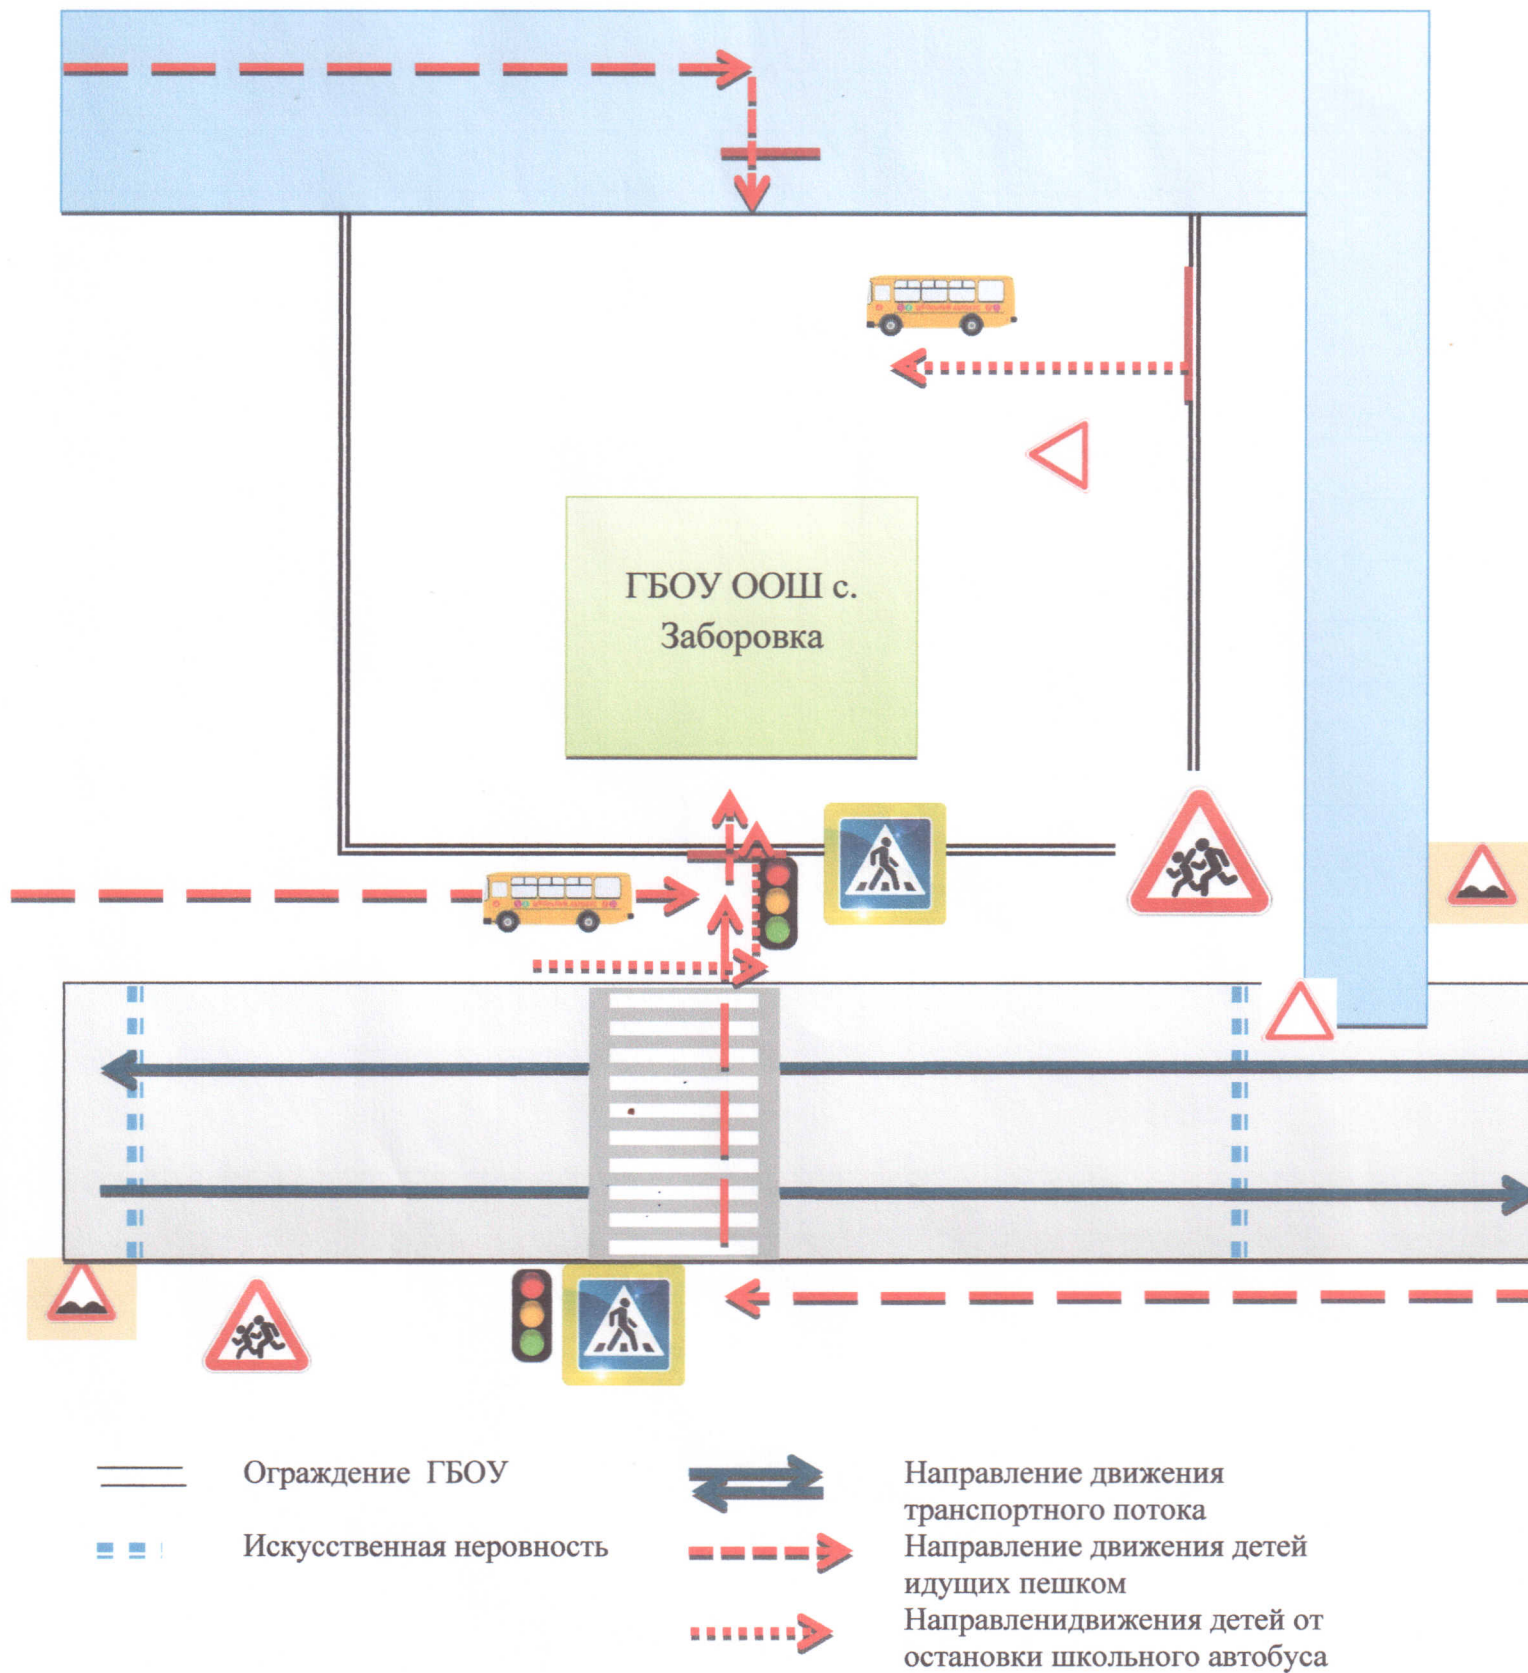 ГБОУ ООШ с.
Заборовка
Ограждение ГБОУ
Искусственная неровность
Направление движения
транспортного потока
Направление движения детей
идущих пешком
Направленидвижения детей от
остановки школьного автобуса